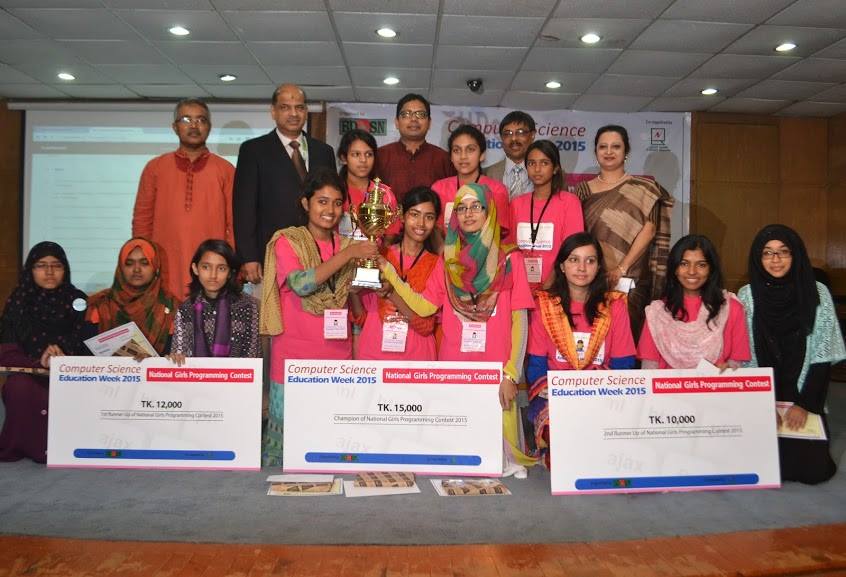 Computer Science
Education Week 2015
Computer Science
Education Week 2015
National Girls Programming Contest
TK. 12,000
1st Runner Up of National Girls Programming Contest 2015
Computer Science
Education Week 2015
National Girls Programming Contest
TK. 15,000
Champion of National Girls Programming Contest 2015
Computer Science
Education Week 2015
National Girls Programming Contest
TK. 10,000
2nd Runner Up of National Girls Programming Contest 2015
ajax
ajax
ajax